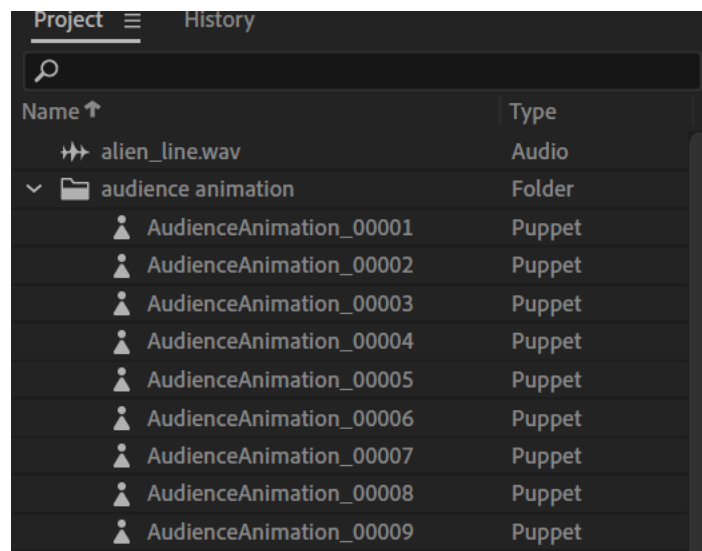 Project History
Name Type
alien_line.wav Audio
audience animation Folder
AudienceAnimation_00001 Puppet
AudienceAnimation_00002 Puppet
AudienceAnimation_00003 Puppet
AudienceAnimation_00004 Puppet
AudienceAnimation_00005 Puppet
AudienceAnimation_00006 Puppet
AudienceAnimation_00007 Puppet
AudienceAnimation_00008 Puppet
AudienceAnimation_00009 Puppet